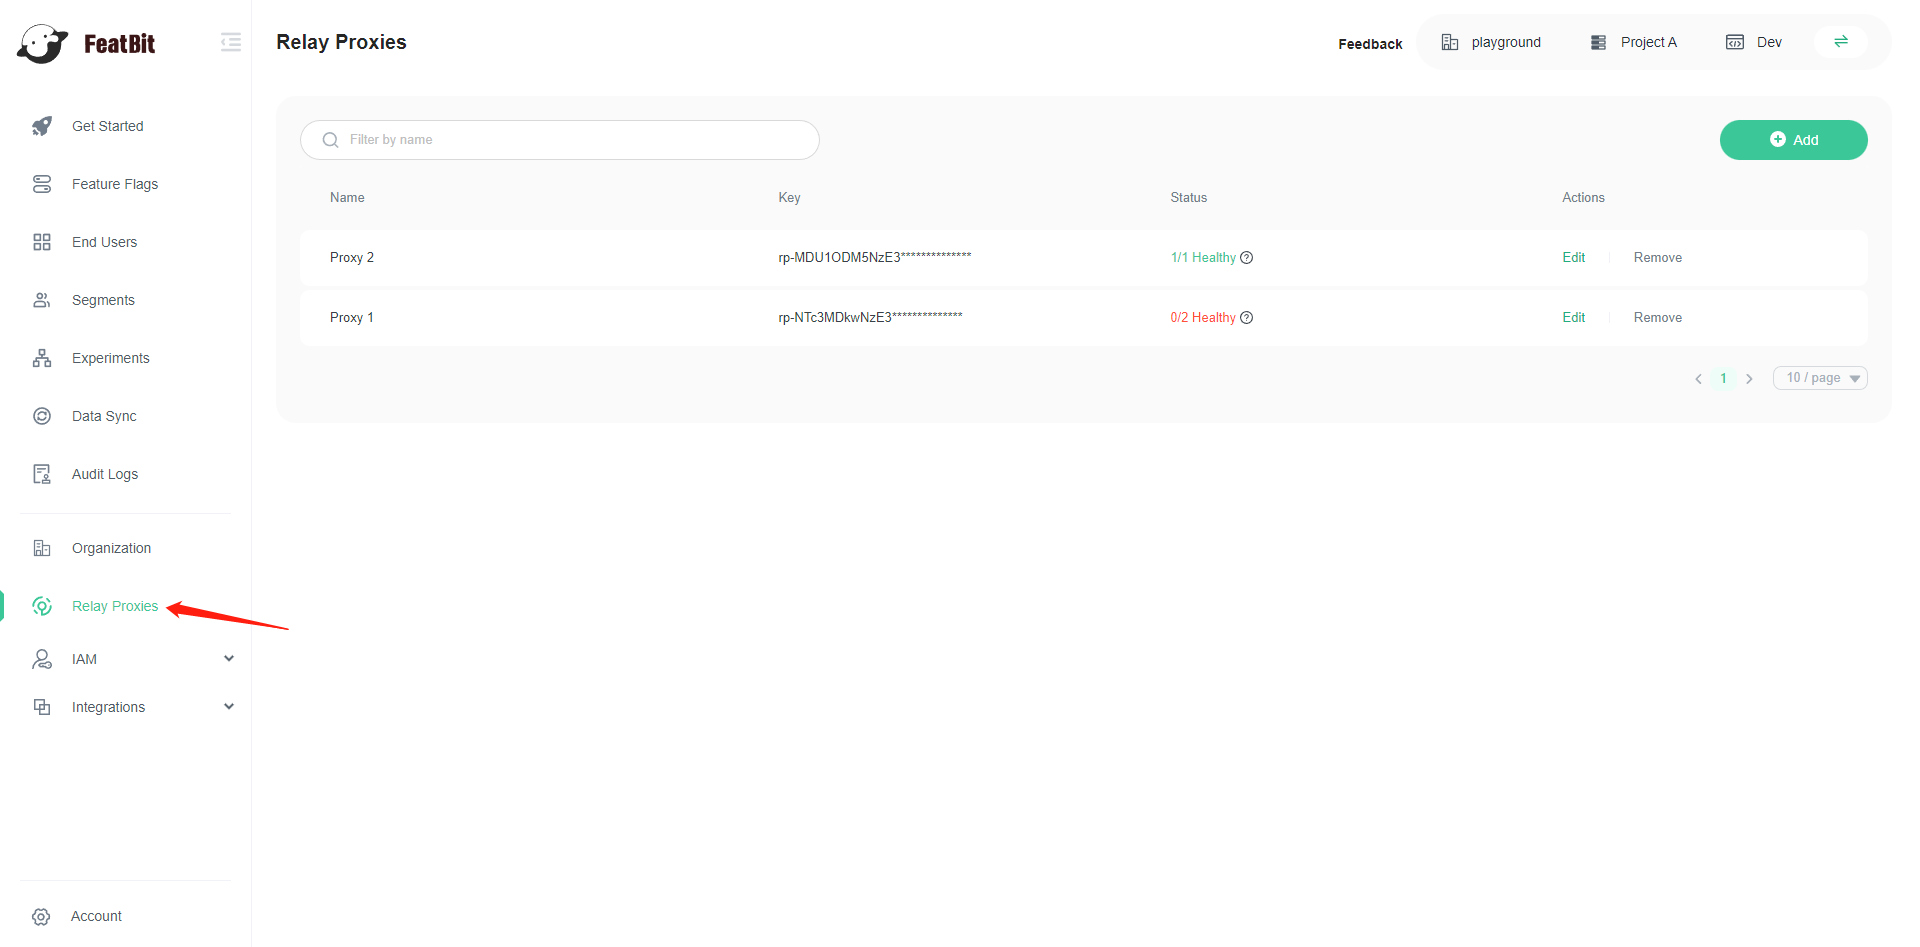 FeatBit
Relay Proxies
Feedback
playground
Project A
Dev
Get Started
Feature Flags
End Users
Segments
Experiments
Data Sync
Audit Logs
Organization
Relay Proxies
IAM
Integrations
Account
Filter by name
Add
Name Key Status Actions
Proxy 2 rp-MDU1ODM5NzE3************** 1/1 Healthy Edit Remove
Proxy 1 rp-NTc3MDkwNzE3************** 0/2 Healthy Edit Remove
1
10 / page